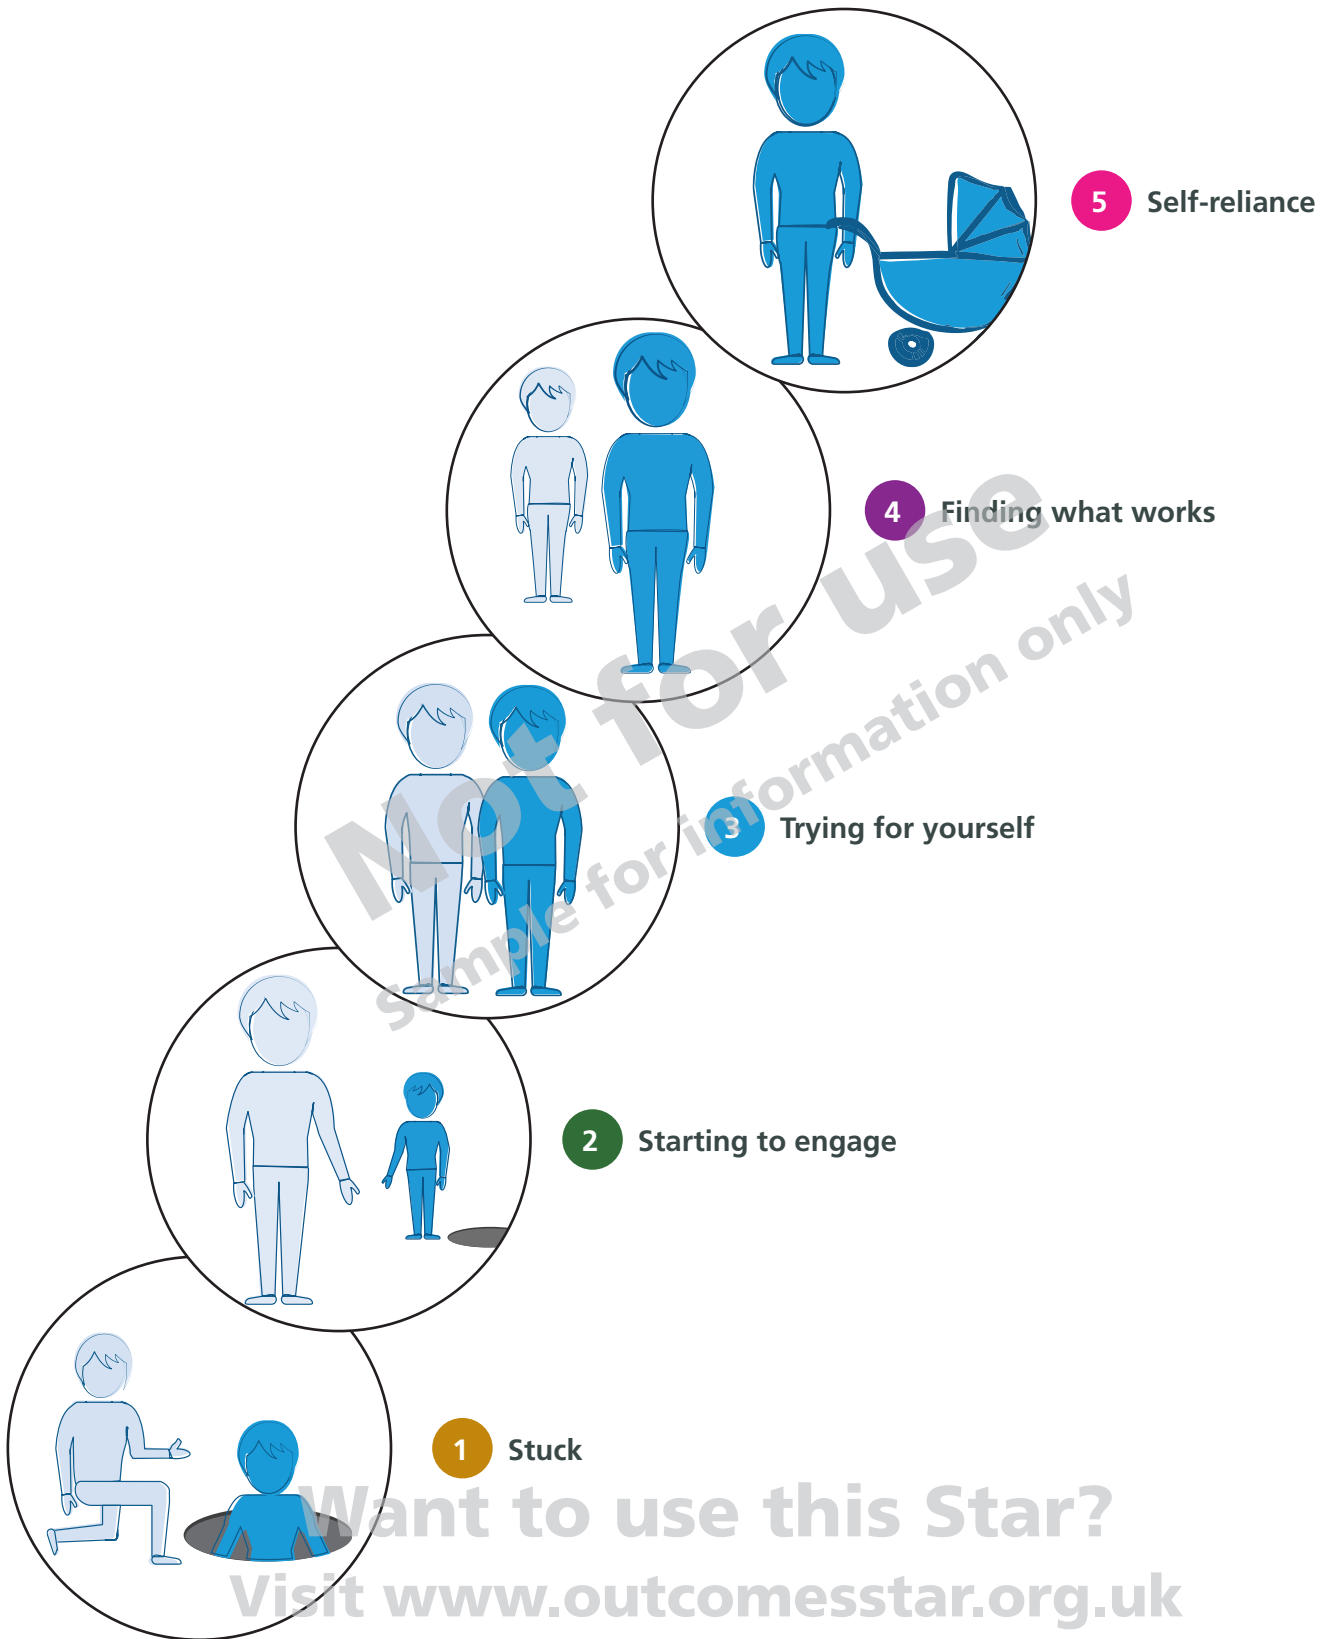 5 Self-reliance
4 Finding what works
3 Trying for yourself
2 Starting to engage
1 Stuck
Not for use
Sample for information only
Want to use this Star?
Visit www.outcomesstar.org.uk